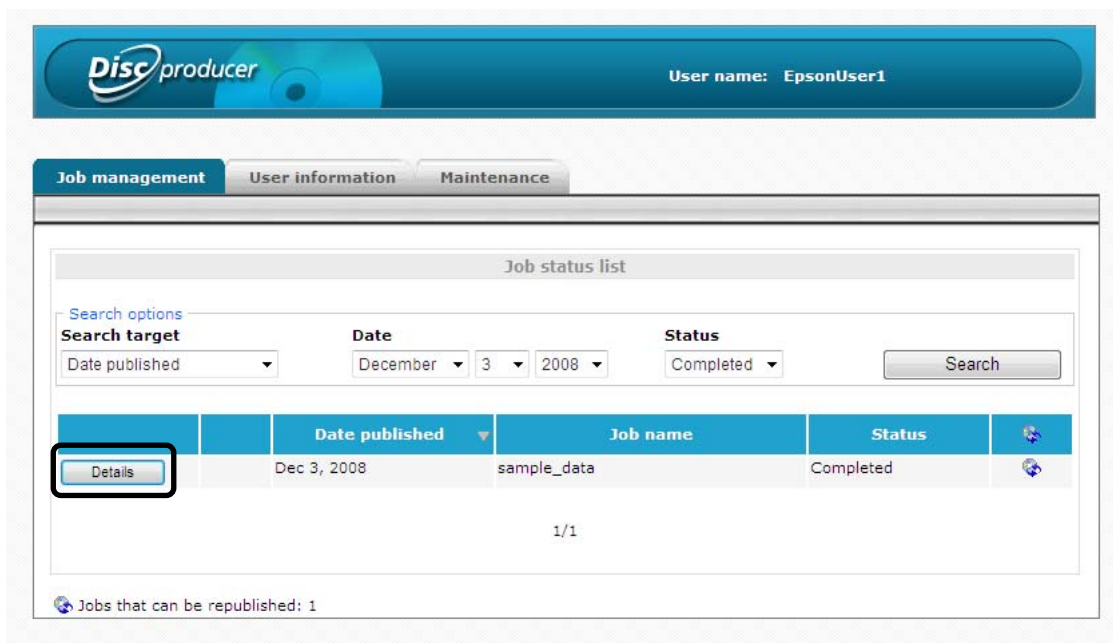 Disc producer
User name: EpsonUser1
Job management User information Maintenance
Job status list
Search options
Search target Date Status
Date published December 3 2008 Completed Search
Date published Job name Status
Details Dec 3, 2008 sample_data Completed
1/1
Jobs that can be republished: 1